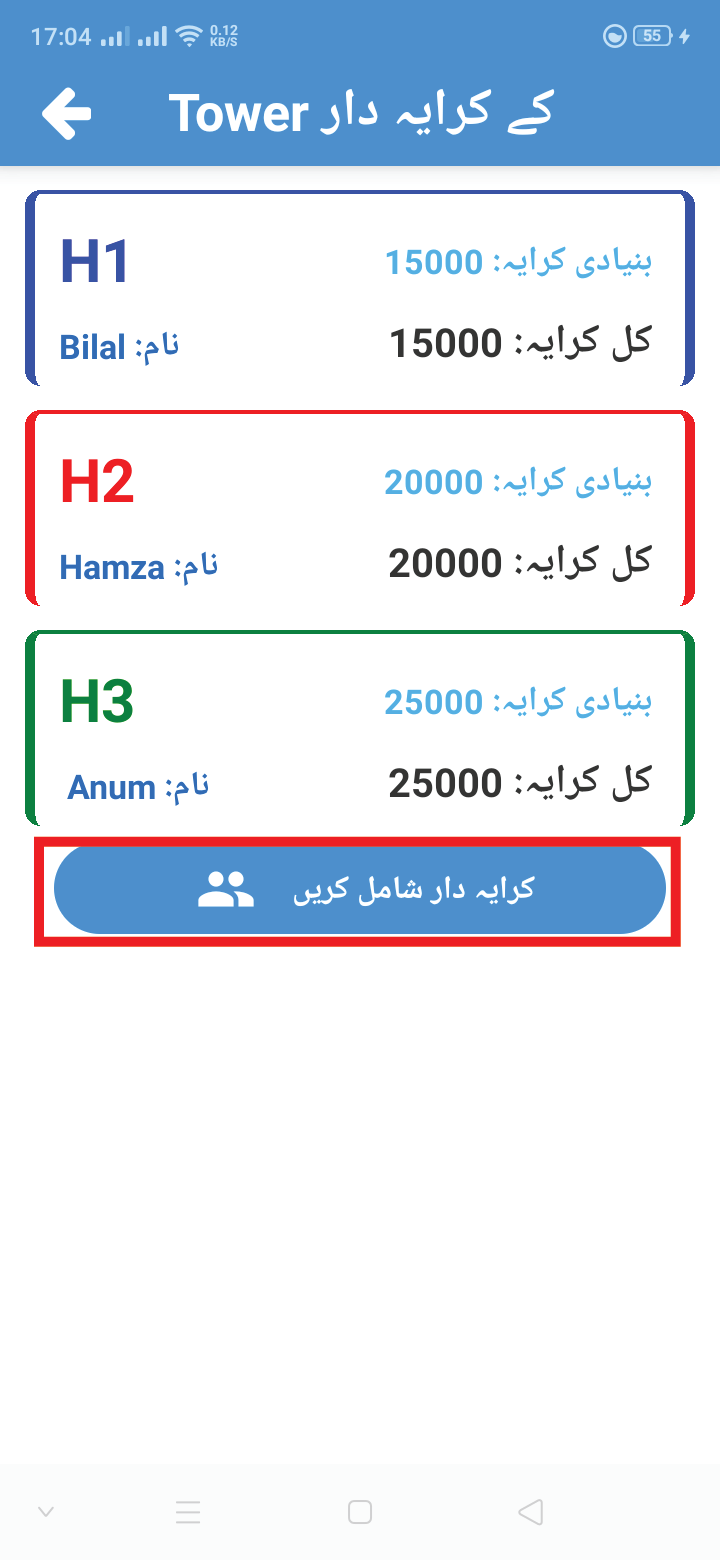 17:04 0.12 KB/S 55
Tower کے کرایہ دار
H1
بنیادی کرایہ: 15000
نام: Bilal
کل کرایہ: 15000
H2
بنیادی کرایہ: 20000
نام: Hamza
کل کرایہ: 20000
H3
بنیادی کرایہ: 25000
نام: Anum
کل کرایہ: 25000
کرایہ دار شامل کریں